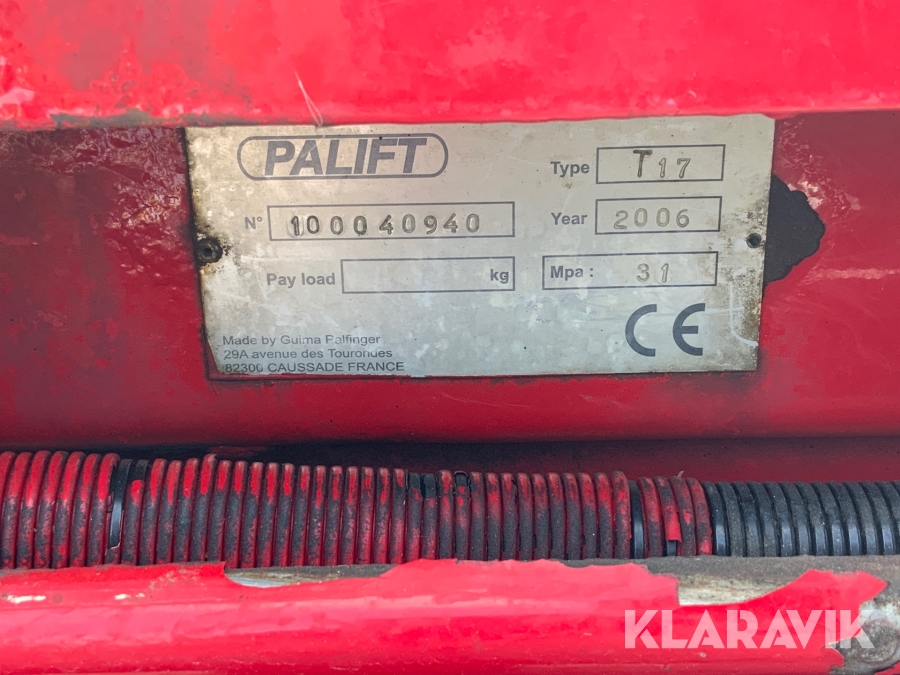 PALIFT
Type T17
N° 100040940
Year 2006
Pay load kg
Mpa : 31
Made by Guima Palfinger
29A avenue des Tourondes
82300 CAUSSADE FRANCE
CE
KLARAVIK